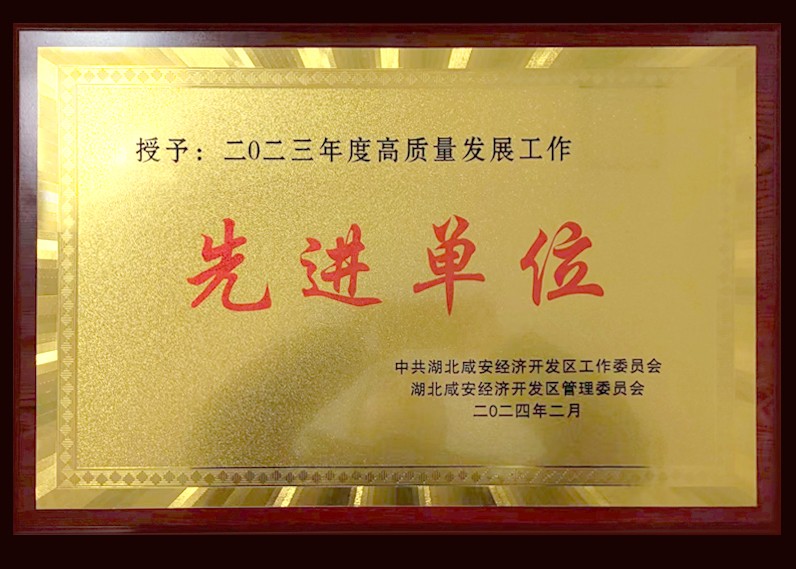 授予：二〇二三年度高质量发展工作
先进单位
中共湖北咸安经济开发区工作委员会
湖北咸安经济开发区管理委员会
二〇二四年二月